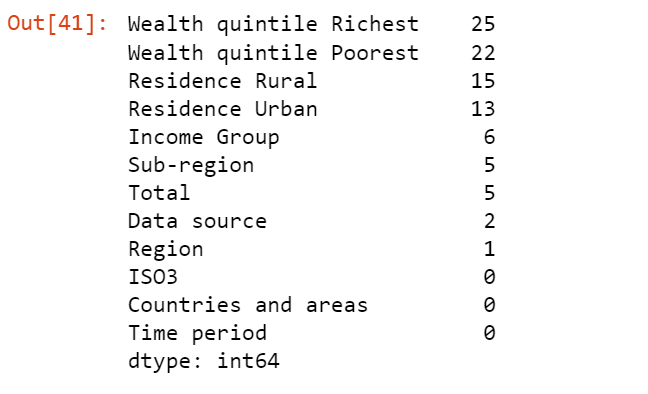 Out[41]: Wealth quintile Richest 25
Wealth quintile Poorest 22
Residence Rural 15
Residence Urban 13
Income Group 6
Sub-region 5
Total 5
Data source 2
Region 1
ISO3 0
Countries and areas 0
Time period 0
dtype: int64